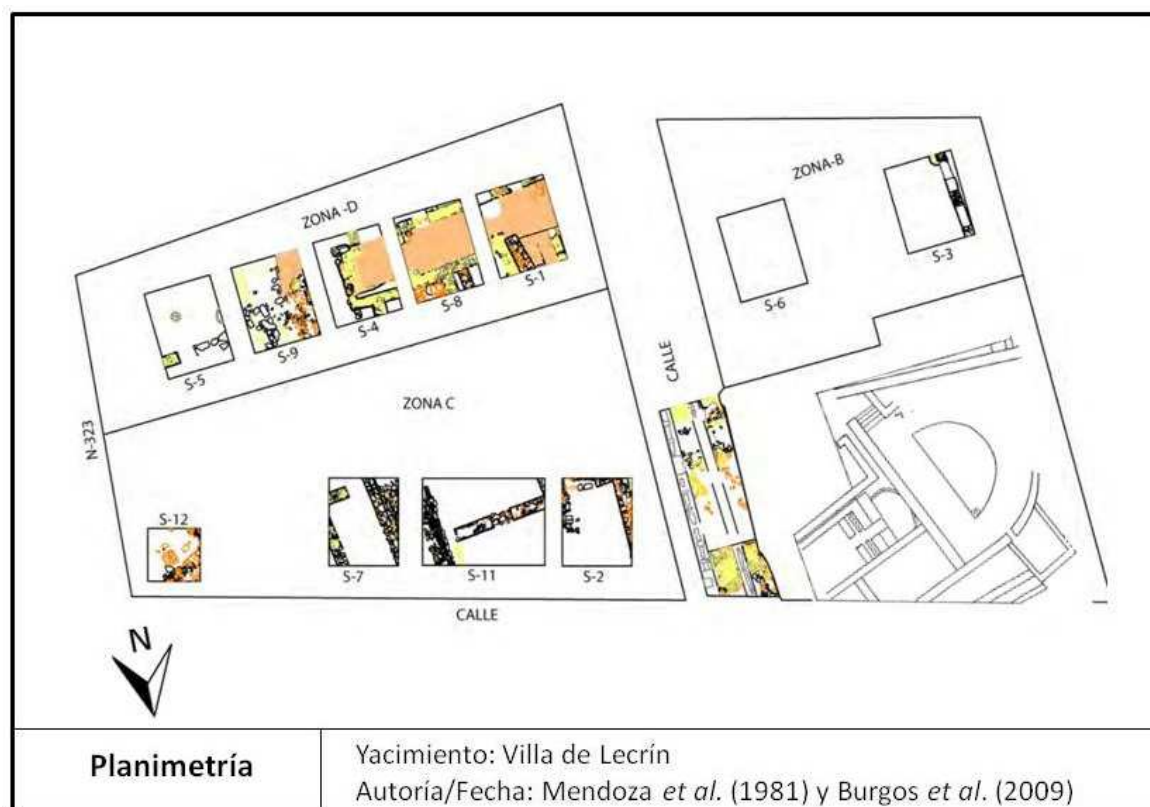 ZONA-B
ZONA -D
S-3
S-1
S-6
S-8
S-4
S-9
CALLE
S-5
ZONA C
N-323
S-12
S-7
S-11
S-2
CALLE
N
Planimetría
Yacimiento: Villa de Lecrín
Autoría/Fecha: Mendoza et al. (1981) y Burgos et al. (2009)